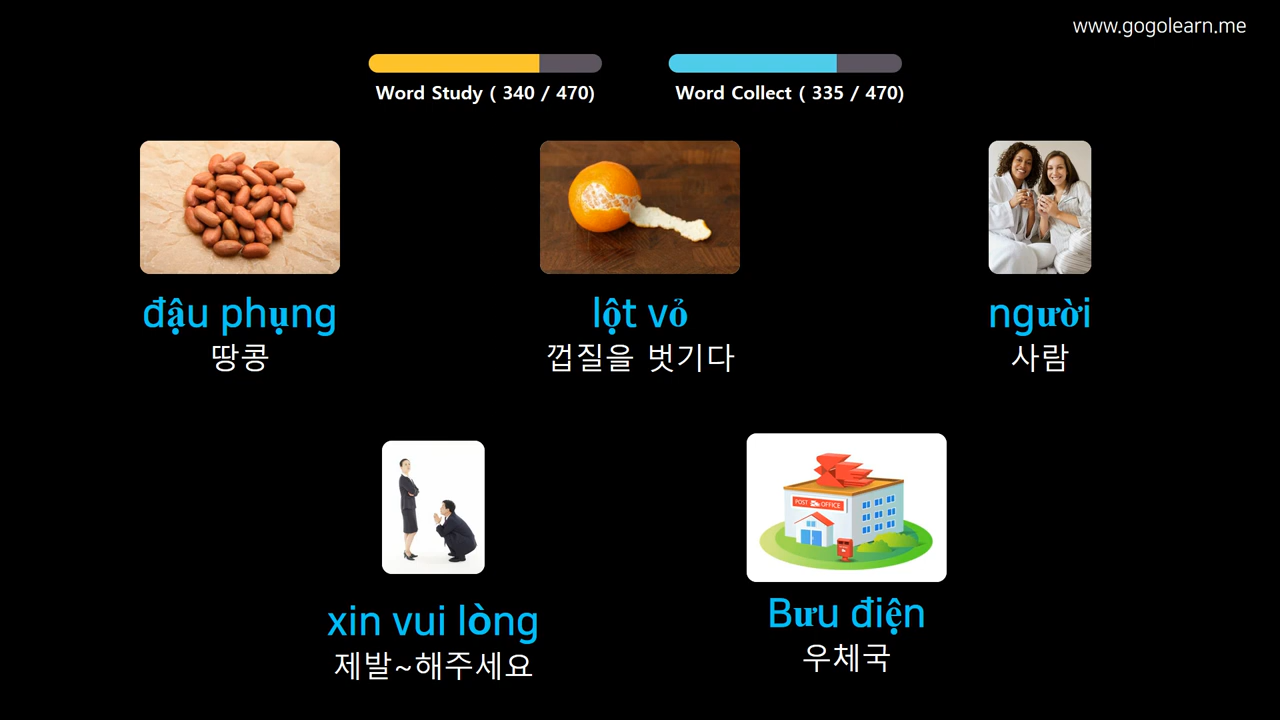 www.gogolearn.me
Word Study ( 340 / 470)
Word Collect ( 335 / 470)
đậu phụng
땅콩
lột vỏ
껍질을 벗기다
người
사람
POST OFFICE
xin vui lòng
제발~해주세요
Bưu điện
우체국